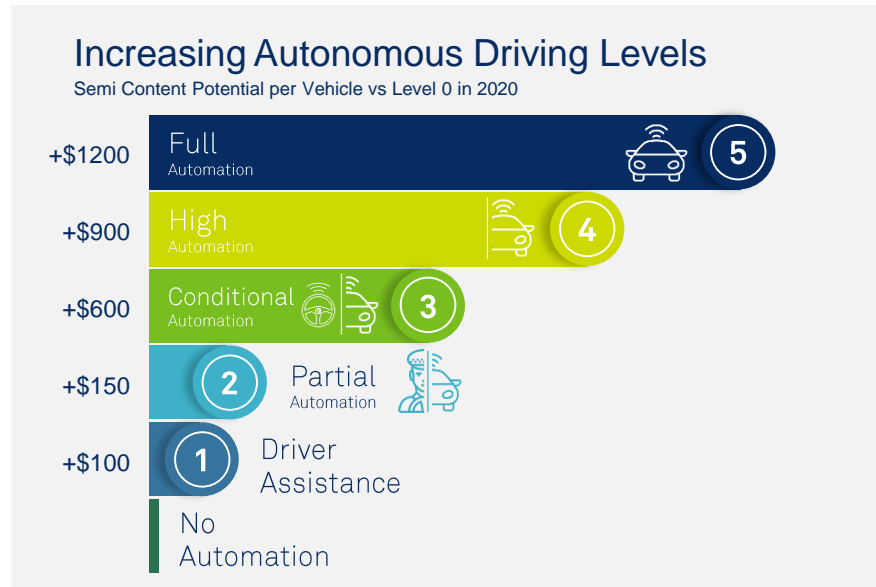 Increasing Autonomous Driving Levels
Semi Content Potential per Vehicle vs Level 0 in 2020
+$1200
Full
Automation
5
+$900
High
Automation
4
+$600
Conditional
Automation
3
+$150
2
Partial
Automation
+$100
1
Driver
Assistance
No
Automation